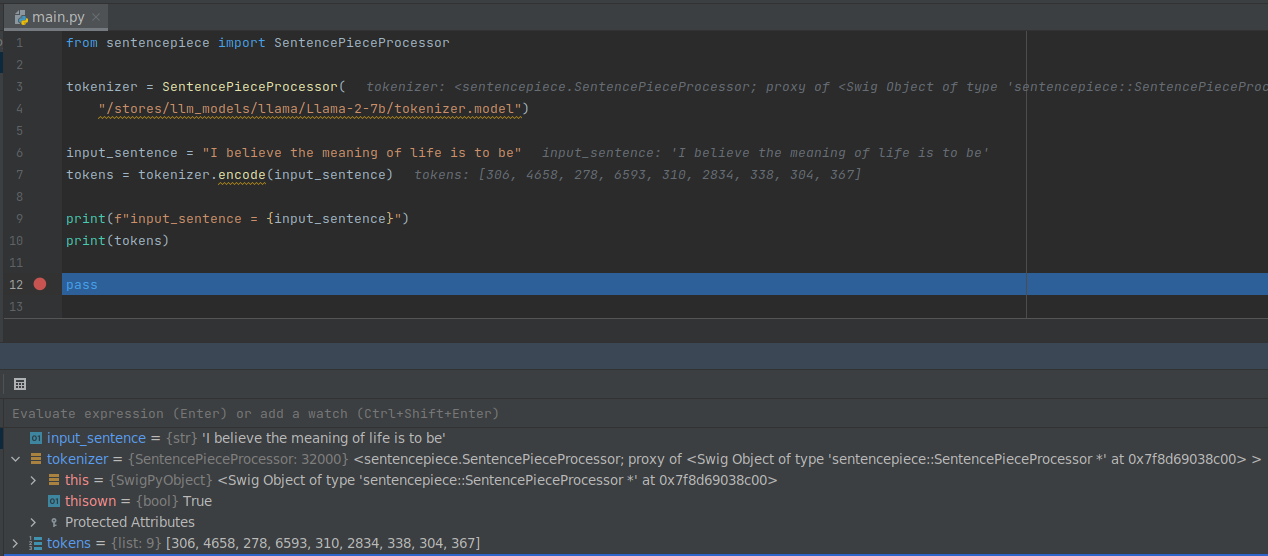 main.py
1 from sentencepiece import SentencePieceProcessor
2
3 tokenizer = SentencePieceProcessor( tokenizer: <sentencepiece.SentencePieceProcessor; proxy of <Swig Object of type 'sentencepiece::SentencePieceProc
4 "/stores/llm_models/llama/Llama-2-7b/tokenizer.model")
5
6 input_sentence = "I believe the meaning of life is to be" input_sentence: 'I believe the meaning of life is to be'
7 tokens = tokenizer.encode(input_sentence) tokens: [306, 4658, 278, 6593, 310, 2834, 338, 304, 367]
8
9 print(f"input_sentence = {input_sentence}")
10 print(tokens)
11
12 pass
13
Evaluate expression (Enter) or add a watch (Ctrl+Shift+Enter)
01 input_sentence = {str} 'I believe the meaning of life is to be'
tokenizer = {SentencePieceProcessor: 32000} <sentencepiece.SentencePieceProcessor; proxy of <Swig Object of type 'sentencepiece::SentencePieceProcessor *' at 0x7f8d69038c00> >
this = {SwigPyObject} <Swig Object of type 'sentencepiece::SentencePieceProcessor *' at 0x7f8d69038c00>
01 thisown = {bool} True
Protected Attributes
tokens = {list: 9} [306, 4658, 278, 6593, 310, 2834, 338, 304, 367]